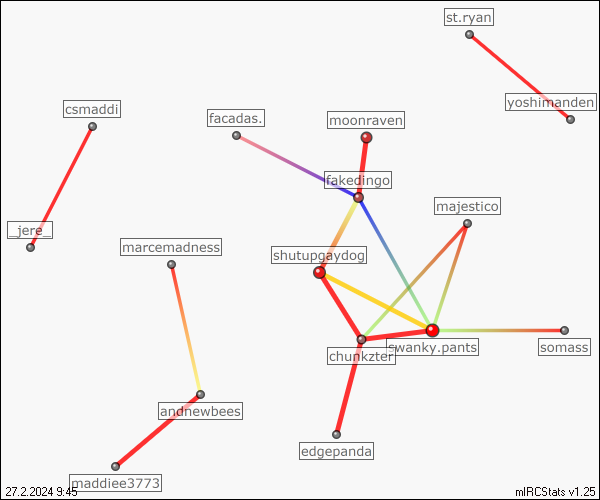 st.ryan
yoshimanden
csmaddi
facadas.
moonraven
fakedingo
majestico
_jere_
marcemadness
shutupgaydog
chunkzter
swanky.pants
somass
andnewbees
edgepanda
maddiee3773
27.2.2024 9:45
mIRCStats v1.25